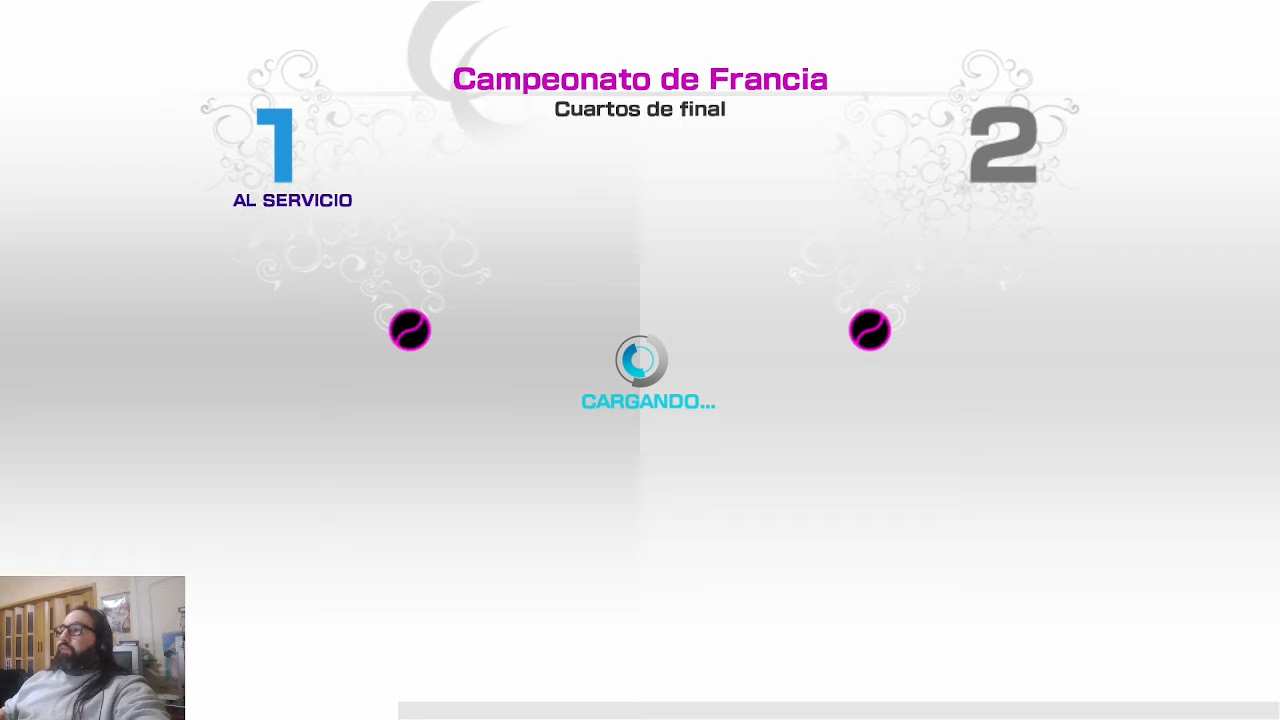 Campeonato de Francia
Cuartos de final
1
2
AL SERVICIO
CARGANDO...